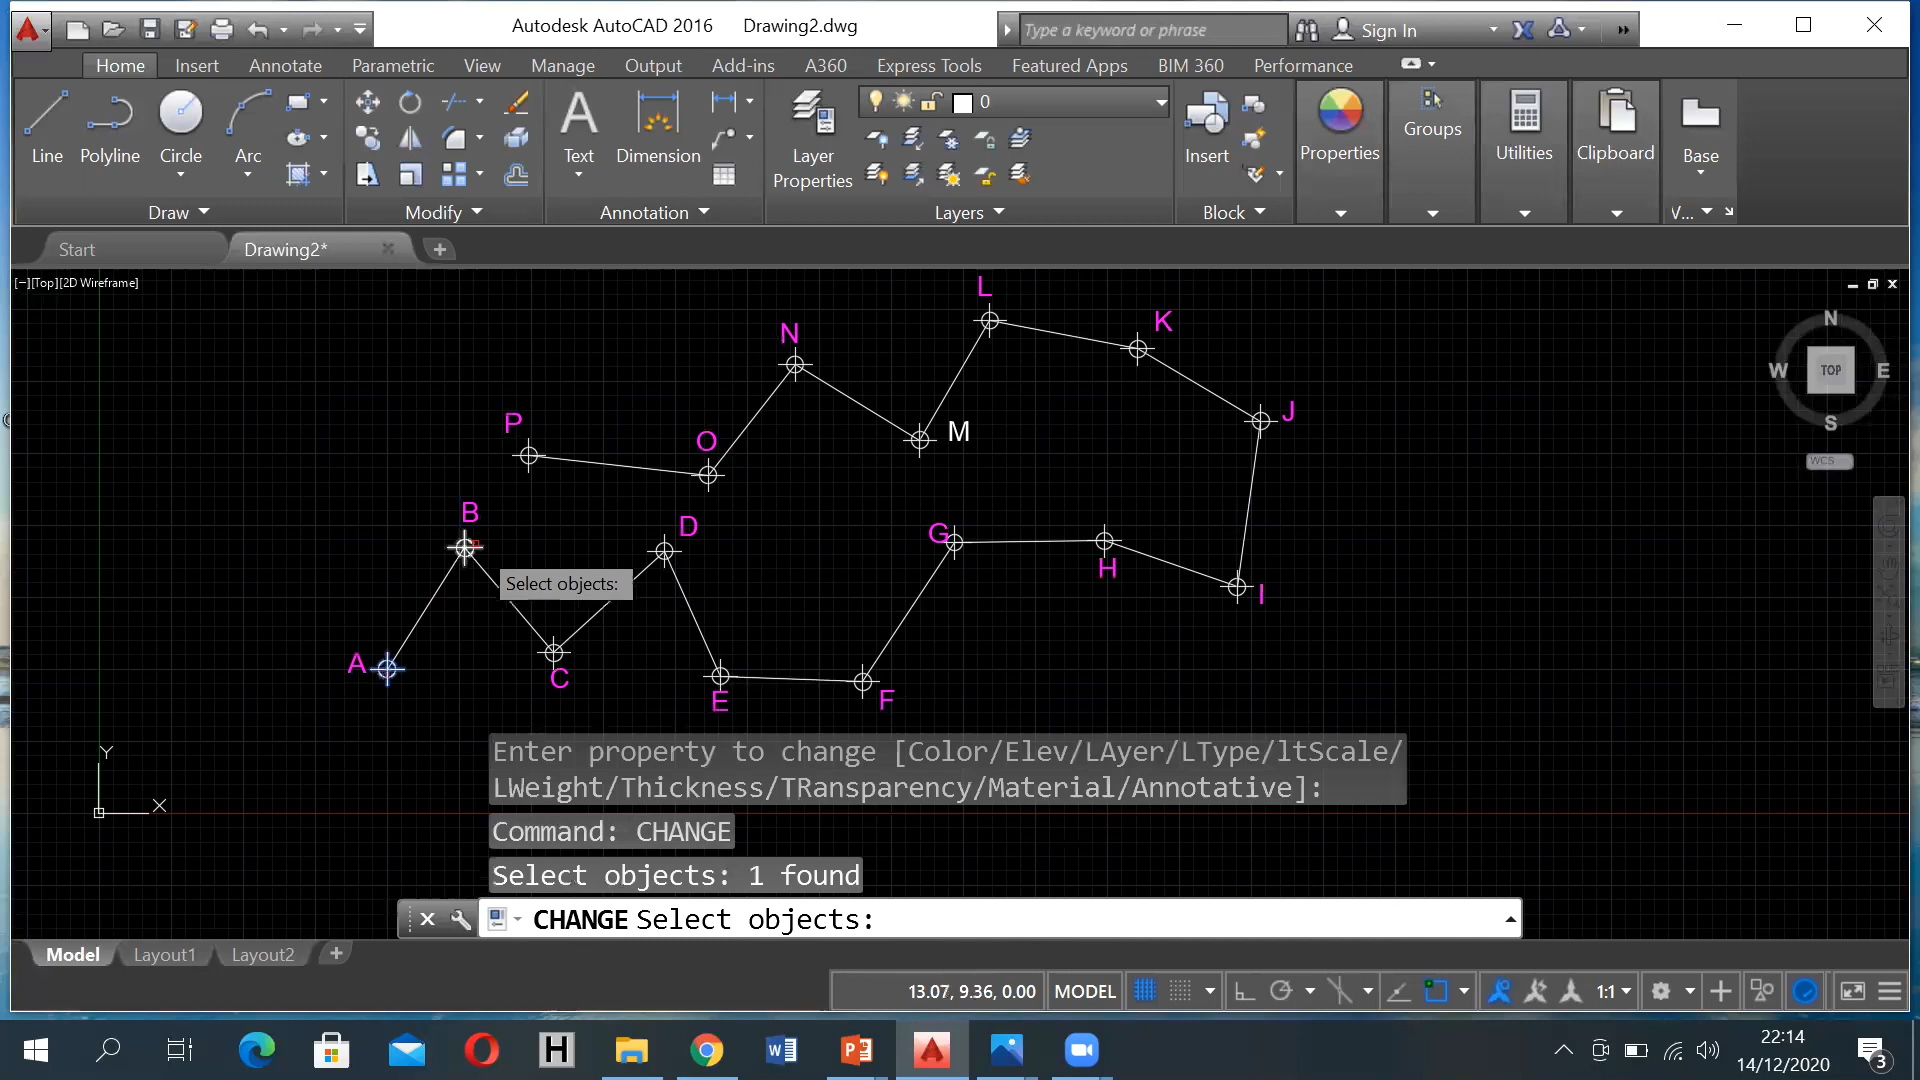 Autodesk AutoCAD 2016 Drawing2.dwg
Type a keyword or phrase
Sign In
Home Insert Annotate Parametric View Manage Output Add-ins A360 Express Tools Featured Apps BIM 360 Performance
Line Polyline Circle Arc
Draw
Modify
Text Dimension
Annotation
Layer Properties
0
Layers
Insert
Block
Properties
Groups
Utilities
Clipboard
Base
V...
Start Drawing2*
[−][Top][2D Wireframe]
L
K
N
J
P
O
M
B
D
G
H
I
A
C
E
F
Select objects:
N
W TOP E
S
WCS
Y
X
Enter property to change [Color/Elev/LAyer/LType/ltScale/
LWeight/Thickness/TRansparency/Material/Annotative]:
Command: CHANGE
Select objects: 1 found
CHANGE Select objects:
Model Layout1 Layout2
13.07, 9.36, 0.00 MODEL 1:1
22:14
14/12/2020
3